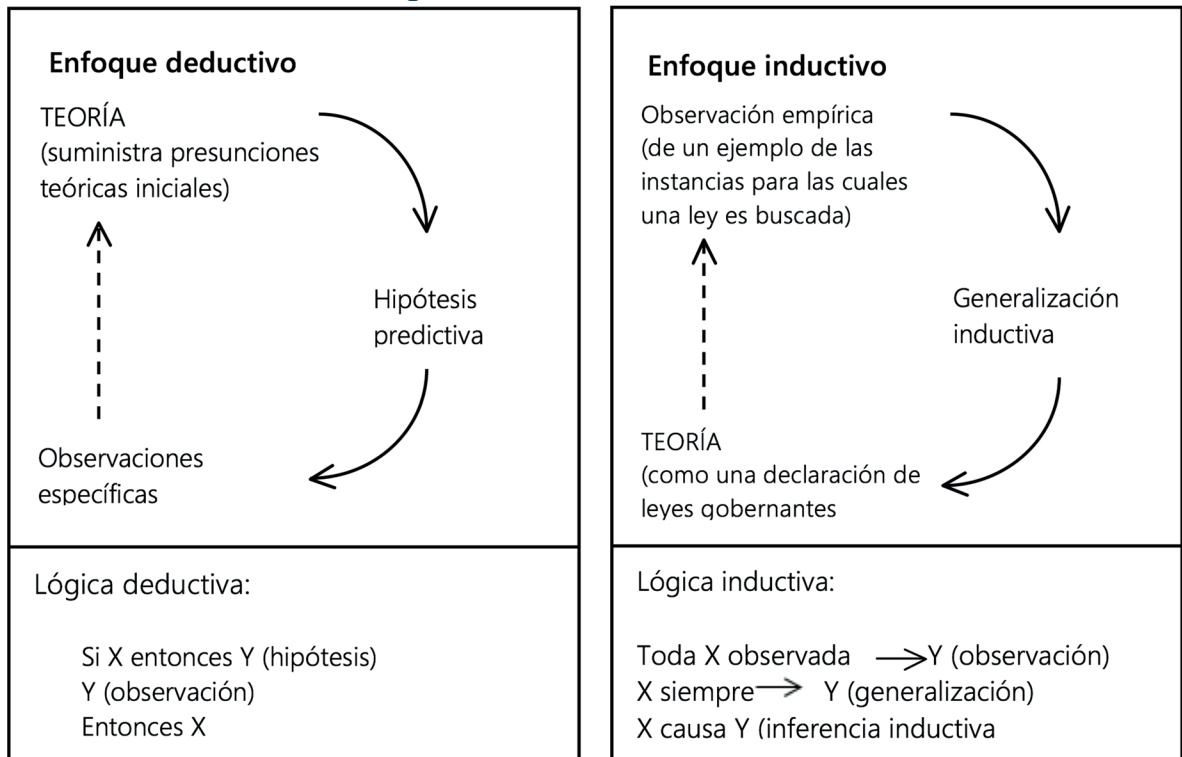 Enfoque deductivo
TEORÍA
(suministra presunciones
teóricas iniciales)
Hipótesis
predictiva
Observaciones
específicas
Lógica deductiva:
Si X entonces Y (hipótesis)
Y (observación)
Entonces X
Enfoque inductivo
Observación empírica
(de un ejemplo de las
instancias para las cuales
una ley es buscada)
Generalización
inductiva
TEORÍA
(como una declaración de
leyes gobernantes
Lógica inductiva:
Toda X observada → Y (observación)
X siempre → Y (generalización)
X causa Y (inferencia inductiva